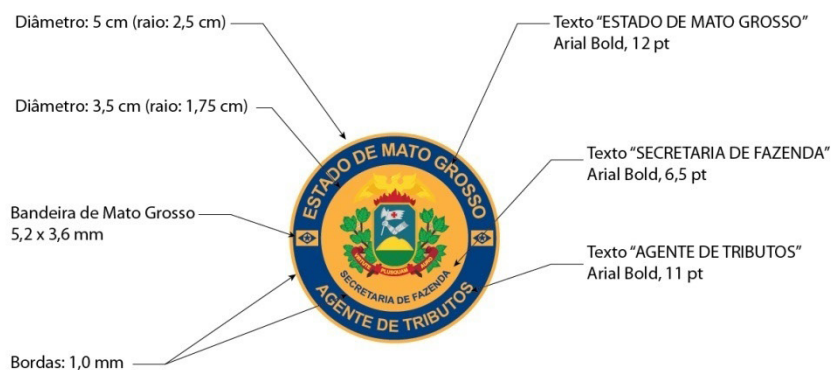 Diâmetro: 5 cm (raio: 2,5 cm)
Texto “ESTADO DE MATO GROSSO”
Arial Bold, 12 pt
Diâmetro: 3,5 cm (raio: 1,75 cm)
Texto “SECRETARIA DE FAZENDA”
Arial Bold, 6,5 pt
Bandeira de Mato Grosso
5,2 x 3,6 mm
Texto “AGENTE DE TRIBUTOS”
Arial Bold, 11 pt
Bordas: 1,0 mm
ESTADO DE MATO GROSSO
PLURIQUAM
SECRETARIA DE FAZENDA
AGENTE DE TRIBUTOS